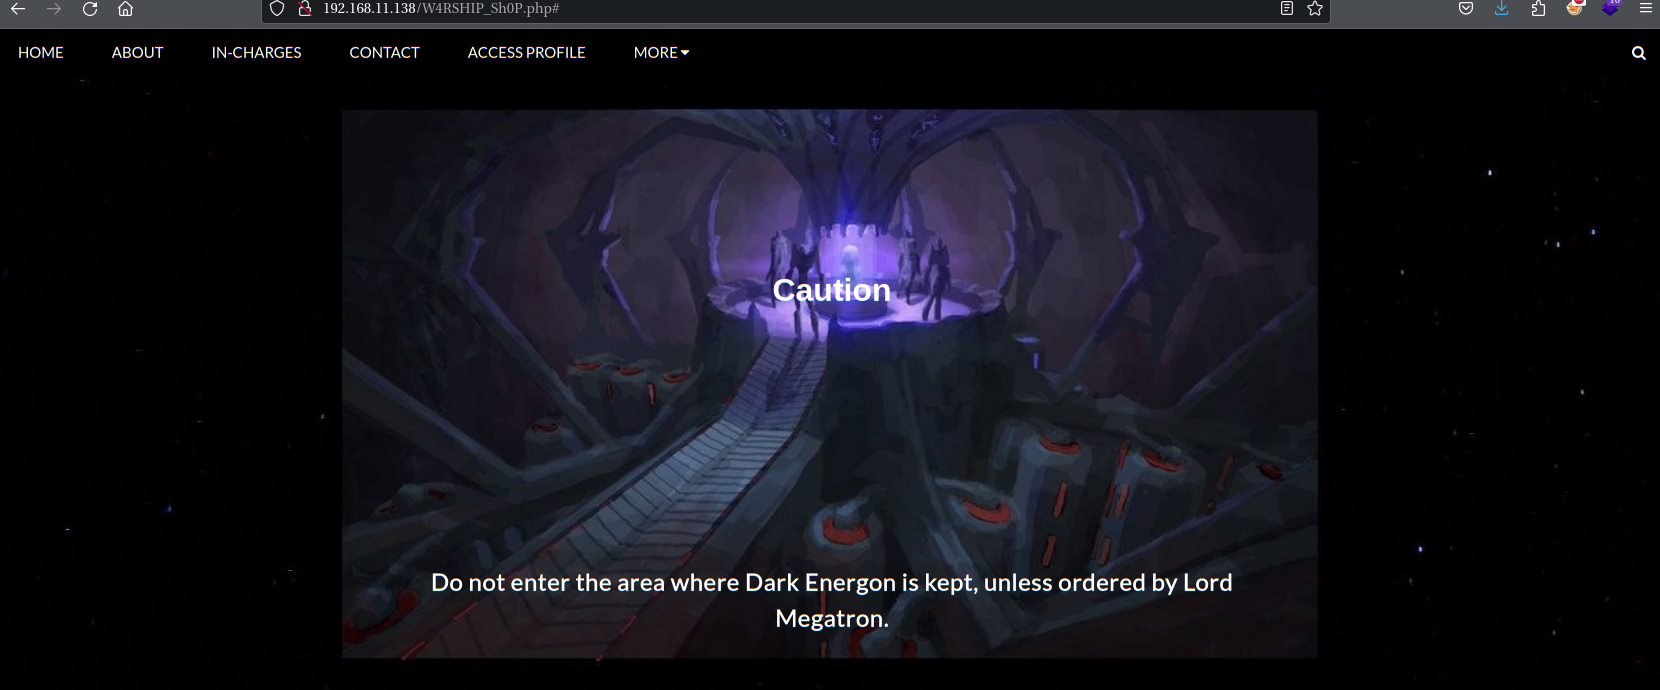 192.168.11.138/W4RSHIP_Sh0P.php#
HOME ABOUT IN-CHARGES CONTACT ACCESS PROFILE MORE
Caution
Do not enter the area where Dark Energon is kept, unless ordered by Lord
Megatron.